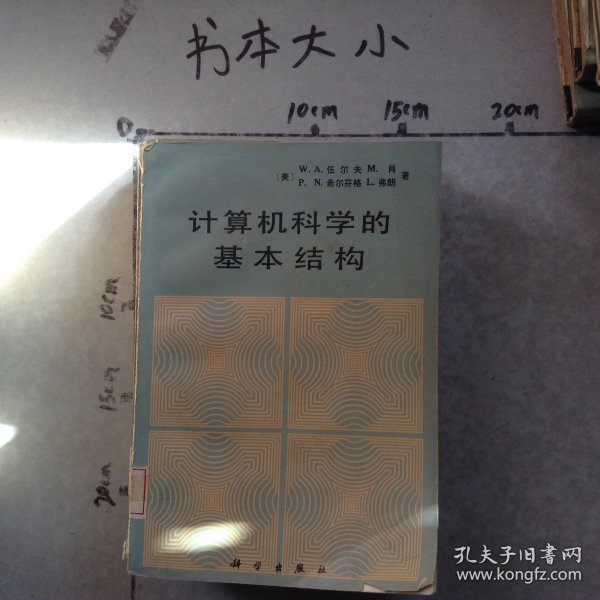 书本大小
10cm 15cm 20cm
0
〔美〕W.A.伍尔夫 M.肖
P.N.希尔芬格 L.弗朗 著
计算机科学的
基本结构
10cm
15cm
20cm
科学出版社
孔夫子旧书网
www.kongfz.com